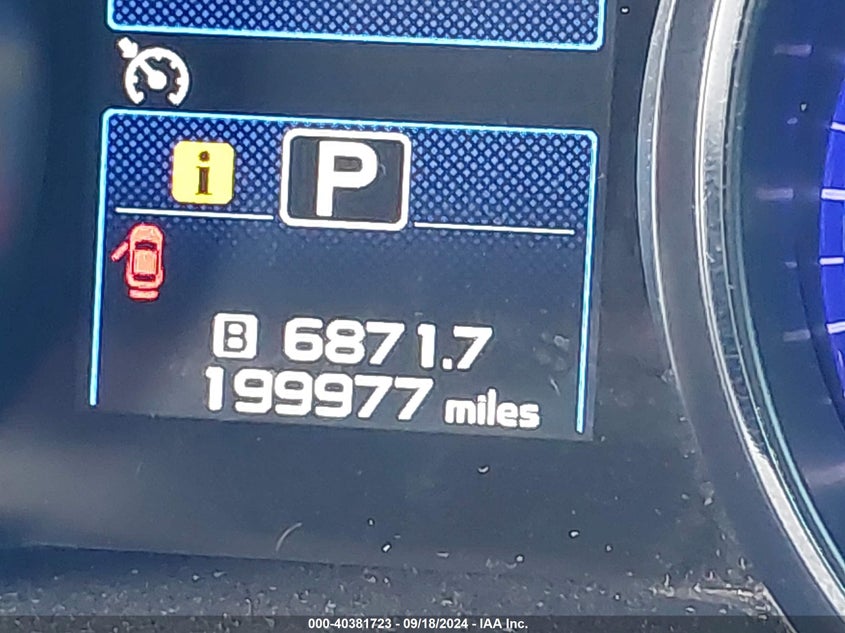 i P
B 6871.7
199977 miles
000-40381723 - 09/18/2024 - IAA Inc.